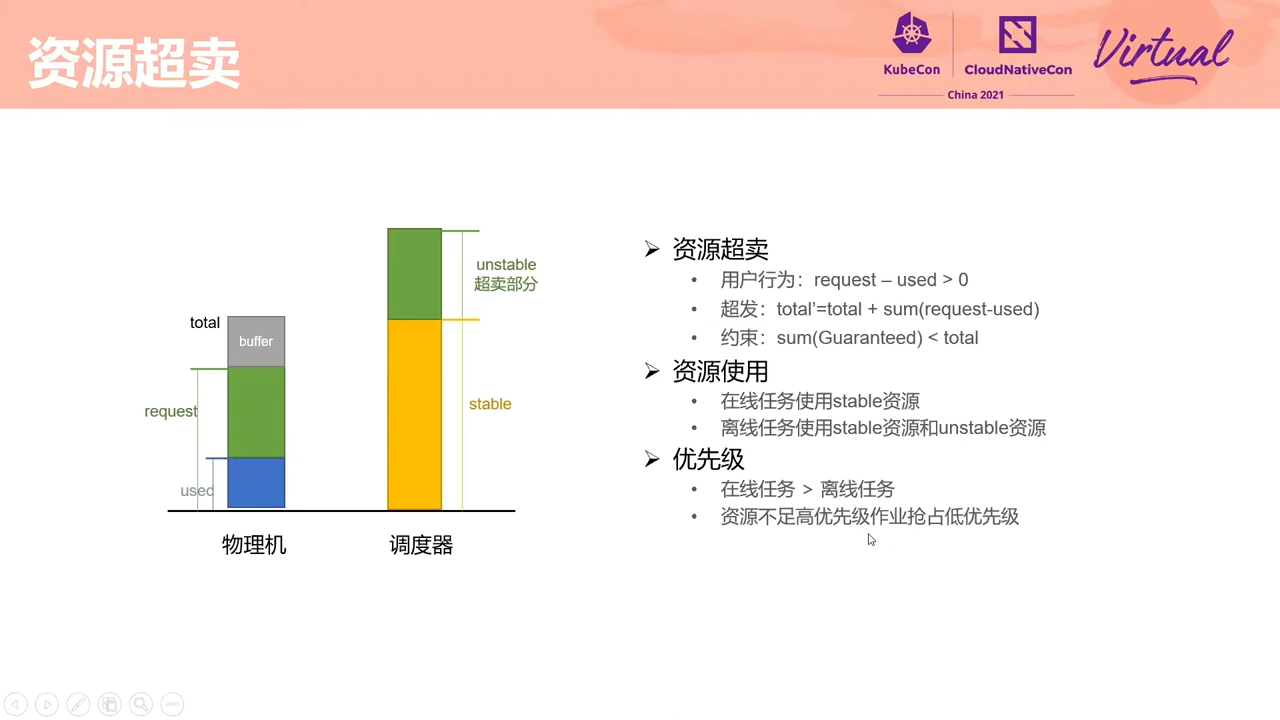 资源超卖
KubeCon
CloudNativeCon
Virtual
China 2021
unstable
超卖部分
total
buffer
request
stable
used
物理机
调度器
➢ 资源超卖
• 用户行为：request – used > 0
• 超发：total’=total + sum(request-used)
• 约束：sum(Guaranteed) < total
➢ 资源使用
• 在线任务使用stable资源
• 离线任务使用stable资源和unstable资源
➢ 优先级
• 在线任务 > 离线任务
• 资源不足高优先级作业抢占低优先级